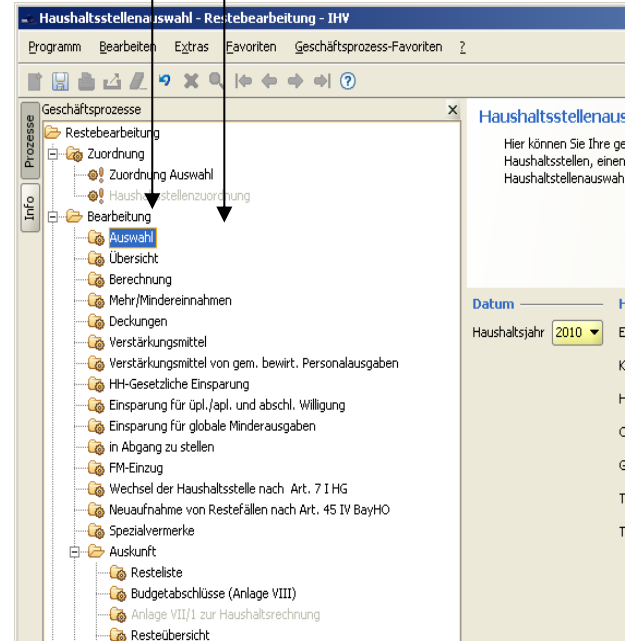 Haushaltsstellenauswahl - Restebearbeitung - IHV
Programm Bearbeiten Extras Favoriten Geschäftsprozess-Favoriten ?
Prozesse
Info
Geschäftsprozesse
Restebearbeitung
Zuordnung
Zuordnung Auswahl
Haushaltsstellenzuordnung
Bearbeitung
Auswahl
Übersicht
Berechnung
Mehr/Mindereinnahmen
Deckungen
Verstärkungsmittel
Verstärkungsmittel von gem. bewirt. Personalausgaben
HH-Gesetzliche Einsparung
Einsparung für üpl./apl. und abschl. Willigung
Einsparung für globale Minderausgaben
in Abgang zu stellen
FM-Einzug
Wechsel der Haushaltsstelle nach Art. 7 I HG
Neuaufnahme von Restefällen nach Art. 45 IV BayHO
Spezialvermerke
Auskunft
Resteliste
Budgetabschlüsse (Anlage VIII)
Anlage VII/1 zur Haushaltsrechnung
Resteübersicht
Haushaltsstellenaus
Hier können Sie Ihre ge
Haushaltsstellen, einen
Haushaltstellenauswah
Datum H
Haushaltsjahr 2010 E
K
H
O
G
T
T